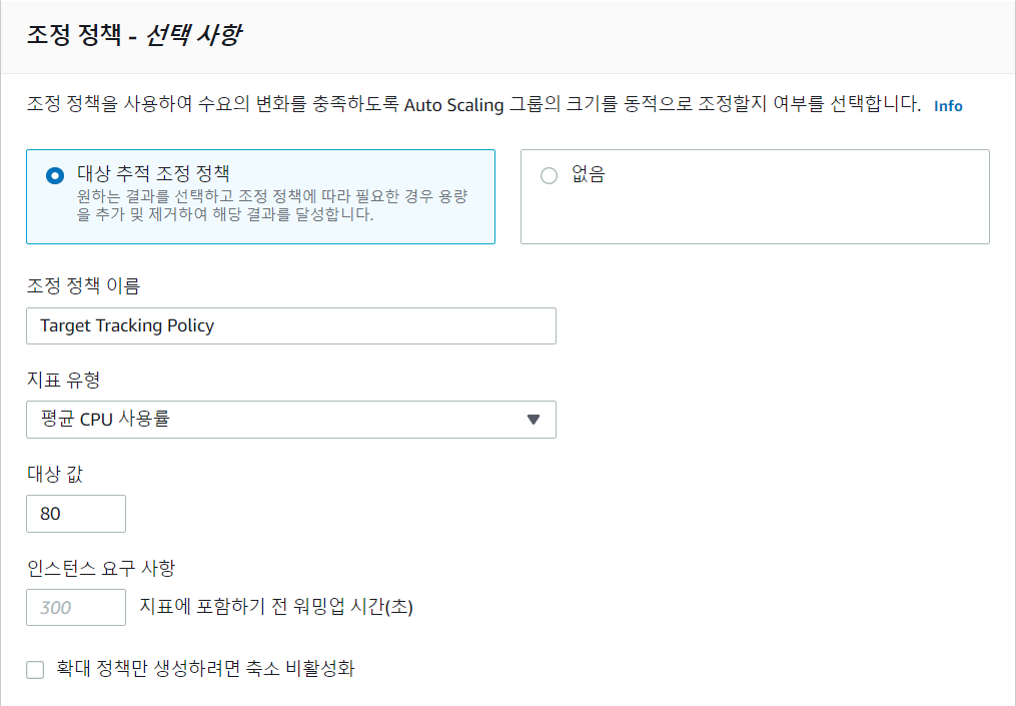 조정 정책 - 선택 사항
조정 정책을 사용하여 수요의 변화를 충족하도록 Auto Scaling 그룹의 크기를 동적으로 조정할지 여부를 선택합니다. Info
대상 추적 조정 정책
원하는 결과를 선택하고 조정 정책에 따라 필요한 경우 용량
을 추가 및 제거하여 해당 결과를 달성합니다.
없음
조정 정책 이름
Target Tracking Policy
지표 유형
평균 CPU 사용률
대상 값
80
인스턴스 요구 사항
300 지표에 포함하기 전 워밍업 시간(초)
확대 정책만 생성하려면 축소 비활성화